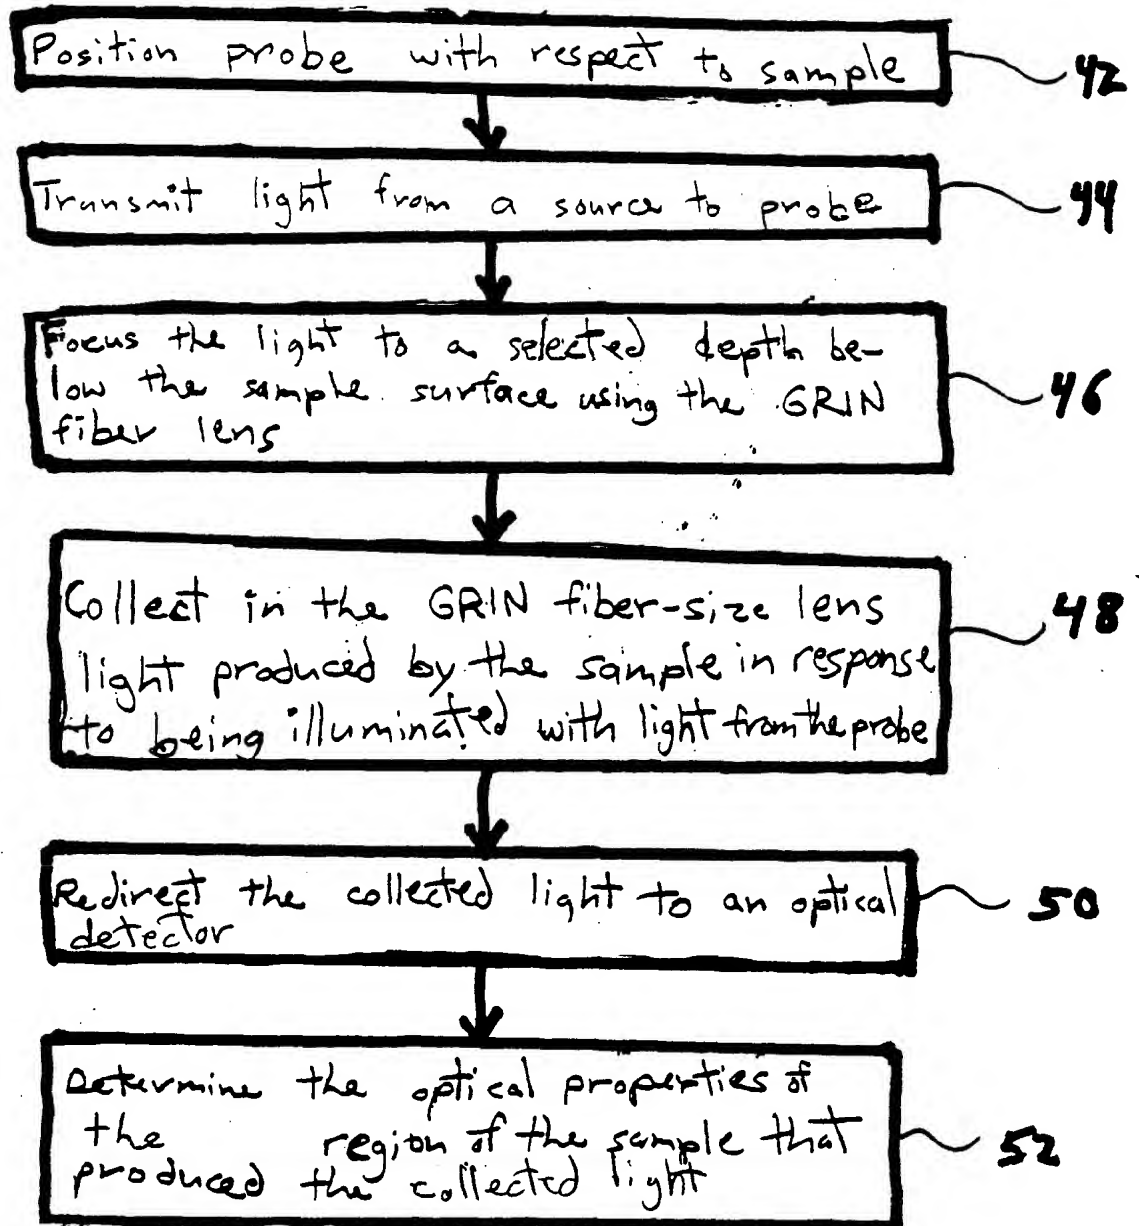 Position probe with respect to sample 42
Transmit light from a source to probe 44
Focus the light to a selected depth be-
low the sample surface using the GRIN 46
fiber lens
Collect in the GRIN fiber-size lens
light produced by the sample in response 48
to being illuminated with light from the probe
Redirect the collected light to an optical 50
detector
Determine the optical properties of
the region of the sample that 52
produced the collected light